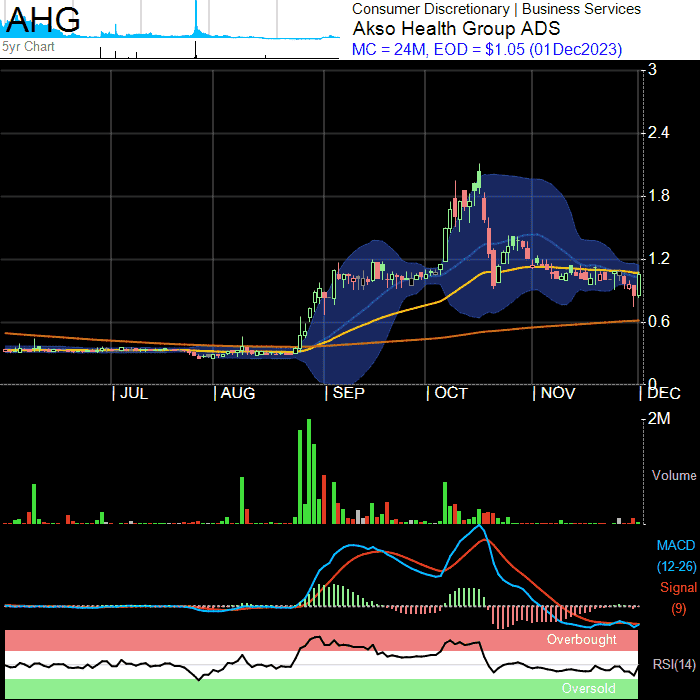 AHG
5yr Chart
Consumer Discretionary | Business Services
Akso Health Group ADS
MC = 24M, EOD = $1.05 (01Dec2023)
3
2.4
1.8
1.2
0.6
0
JUL AUG SEP OCT NOV DEC
2M
Volume
MACD
(12-26)
Signal
(9)
Overbought
RSI(14)
Oversold